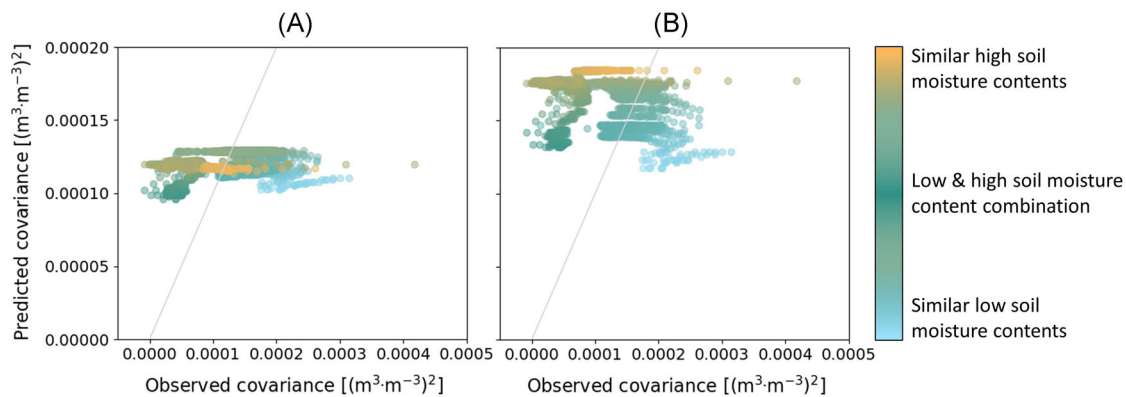 (A)
(B)
0.00020
0.00015
0.00010
0.00005
0.00000
Predicted covariance [(m³·m⁻³)²]
0.0000 0.0001 0.0002 0.0003 0.0004 0.0005
0.0000 0.0001 0.0002 0.0003 0.0004 0.0005
Observed covariance [(m³·m⁻³)²]
Observed covariance [(m³·m⁻³)²]
Similar high soil
moisture contents
Low & high soil moisture
content combination
Similar low soil
moisture contents